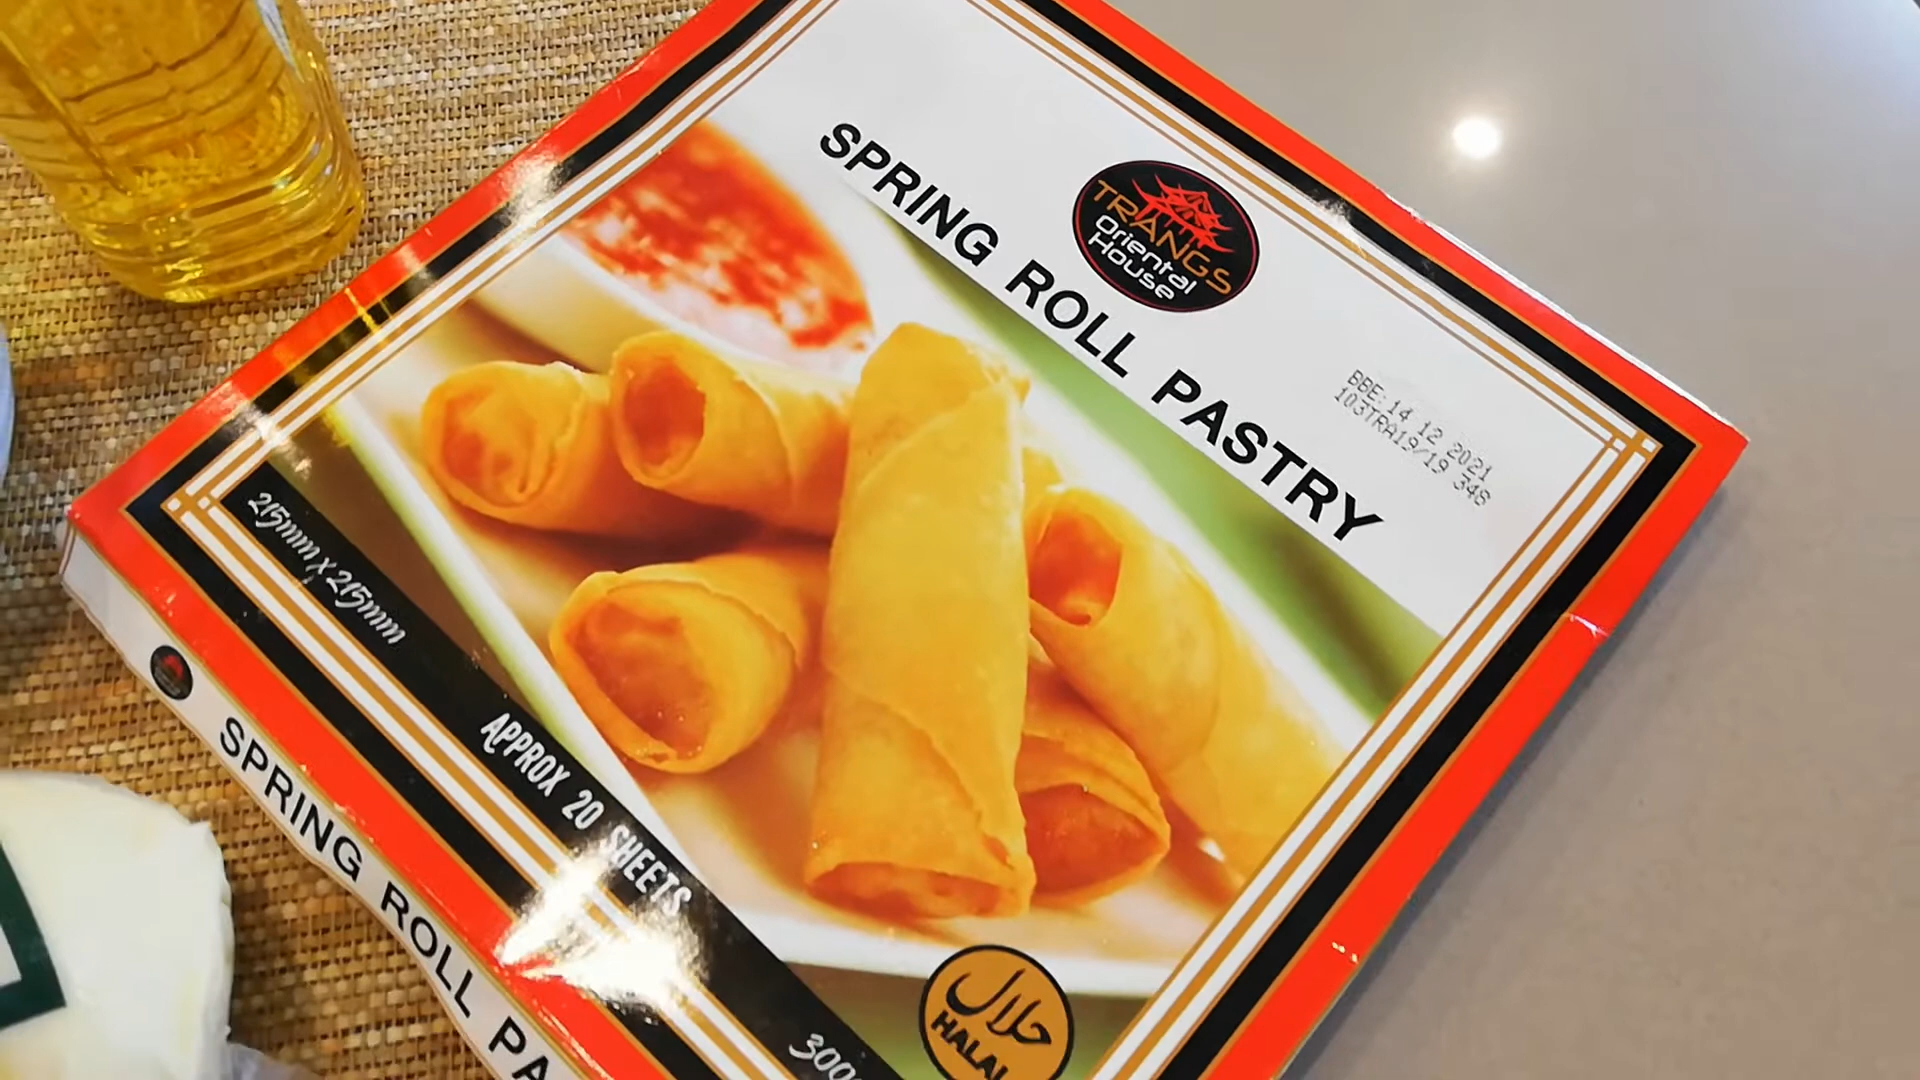 TRANGS
Oriental
House
SPRING ROLL PASTRY
BBE:14 12 2021
103TRA19/19 348
215mm x 215mm
APPROX 20 SHEETS
حلال
HALAL
SPRING ROLL PA